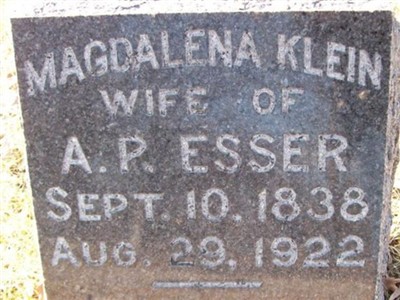 MAGDALENA KLEIN
WIFE OF
A. P. ESSER
SEPT. 10. 1838
AUG. 29. 1922